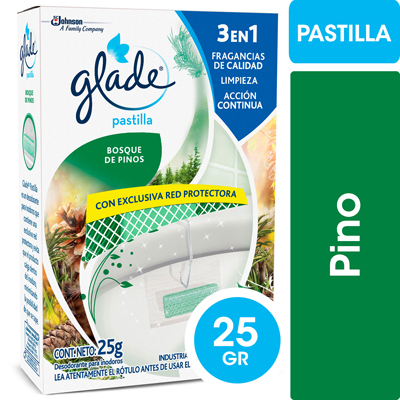 SC Johnson
A Family Company
glade
pastilla
BOSQUE
DE PINOS
3 EN 1
FRAGANCIAS
DE CALIDAD
LIMPIEZA
ACCIÓN
CONTINUA
CON EXCLUSIVA RED PROTECTORA
Glade® Pastilla
CONT. NETO: 25g
Desodorante para inodoros
INDUSTRIA
LEA ATENTAMENTE EL RÓTULO ANTES DE USAR EL
PASTILLA
Pino
25
GR